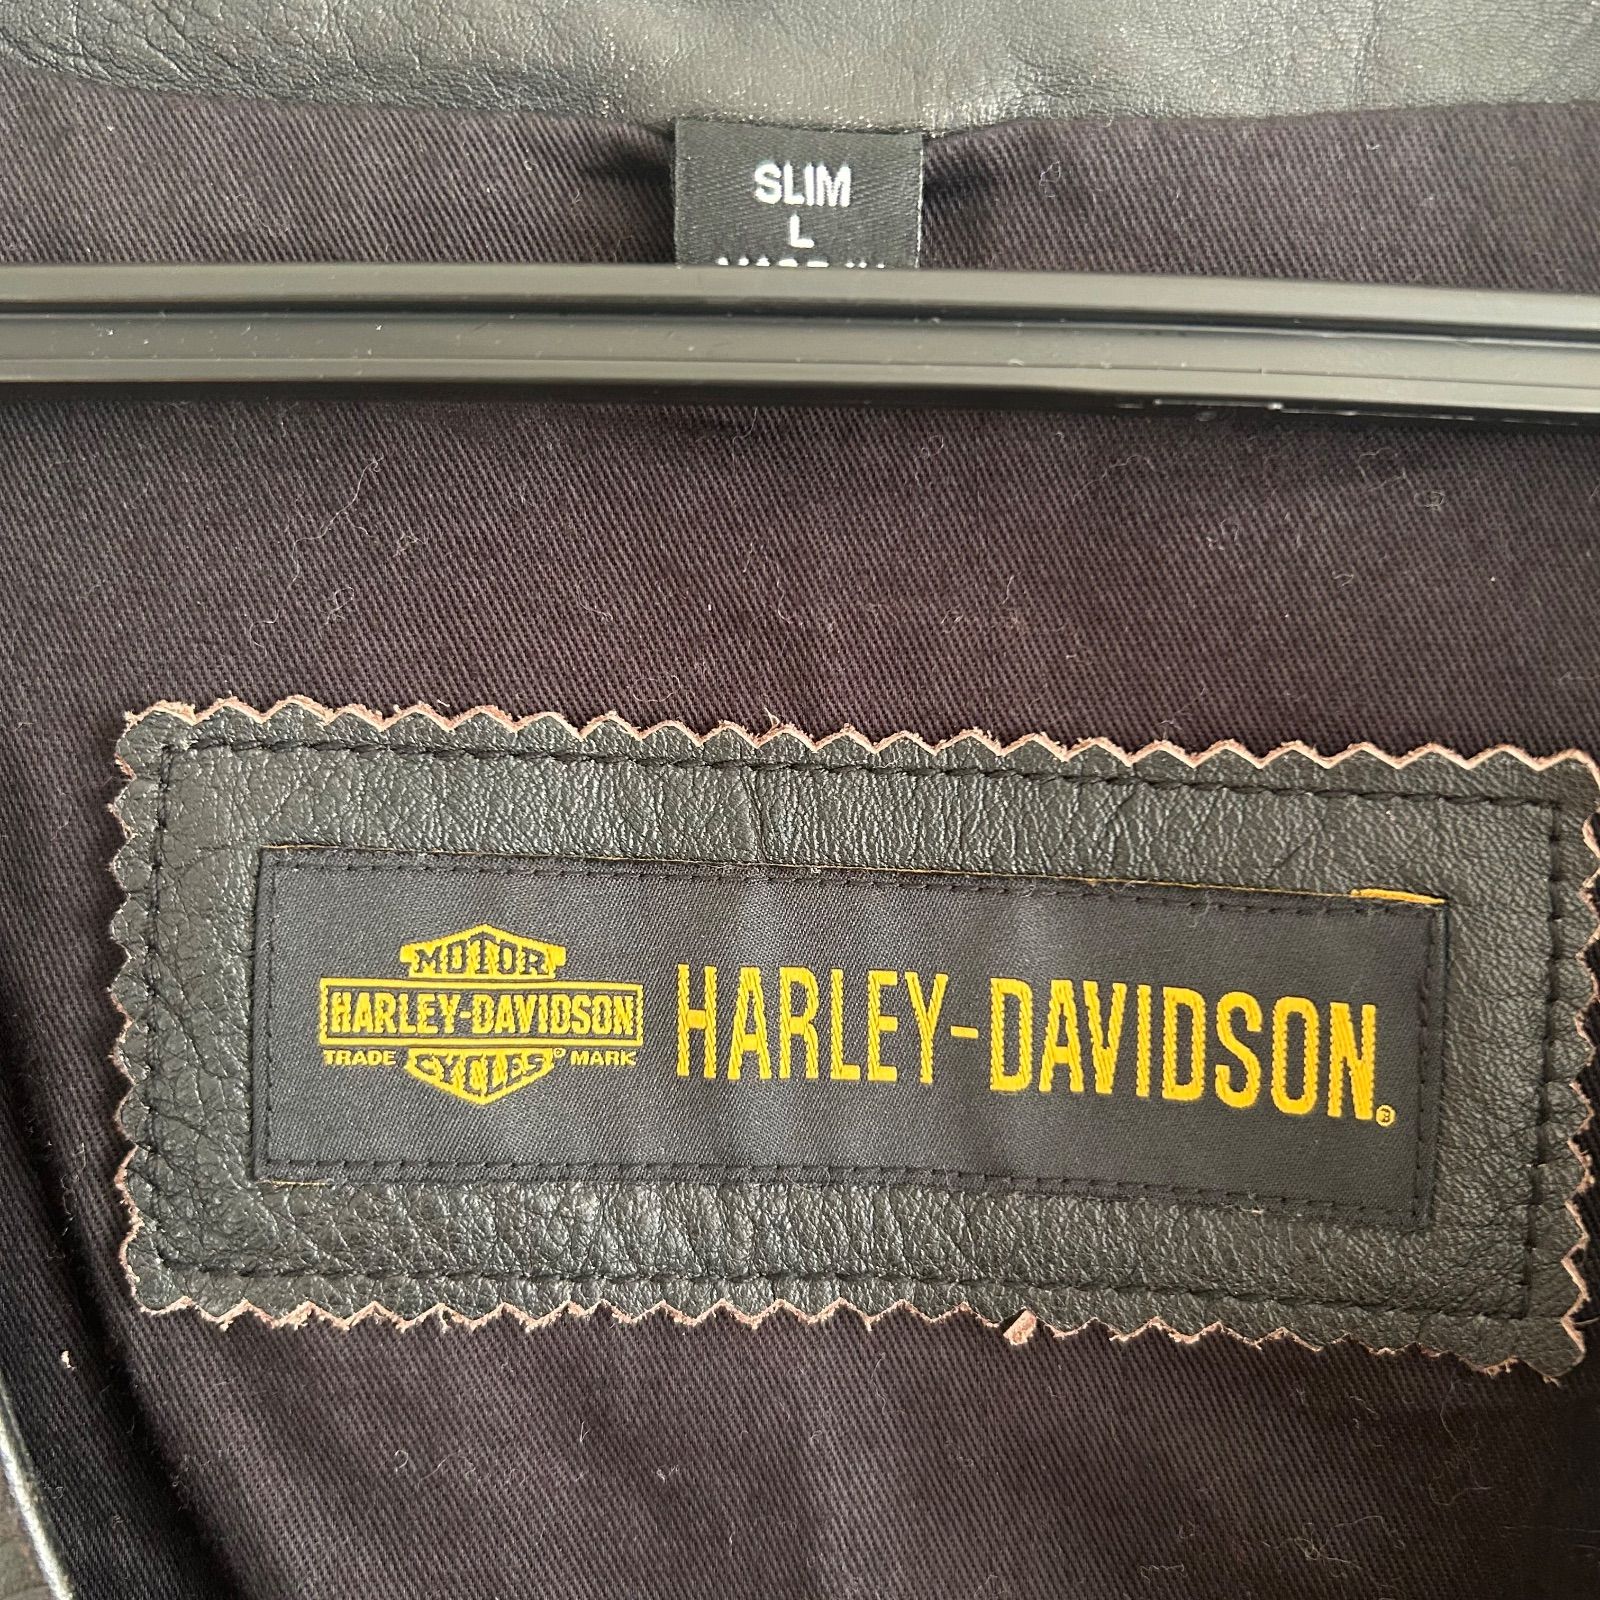 SLIM
L
MOTOR
HARLEY-DAVIDSON
TRADE CYCLES MARK
HARLEY-DAVIDSON®